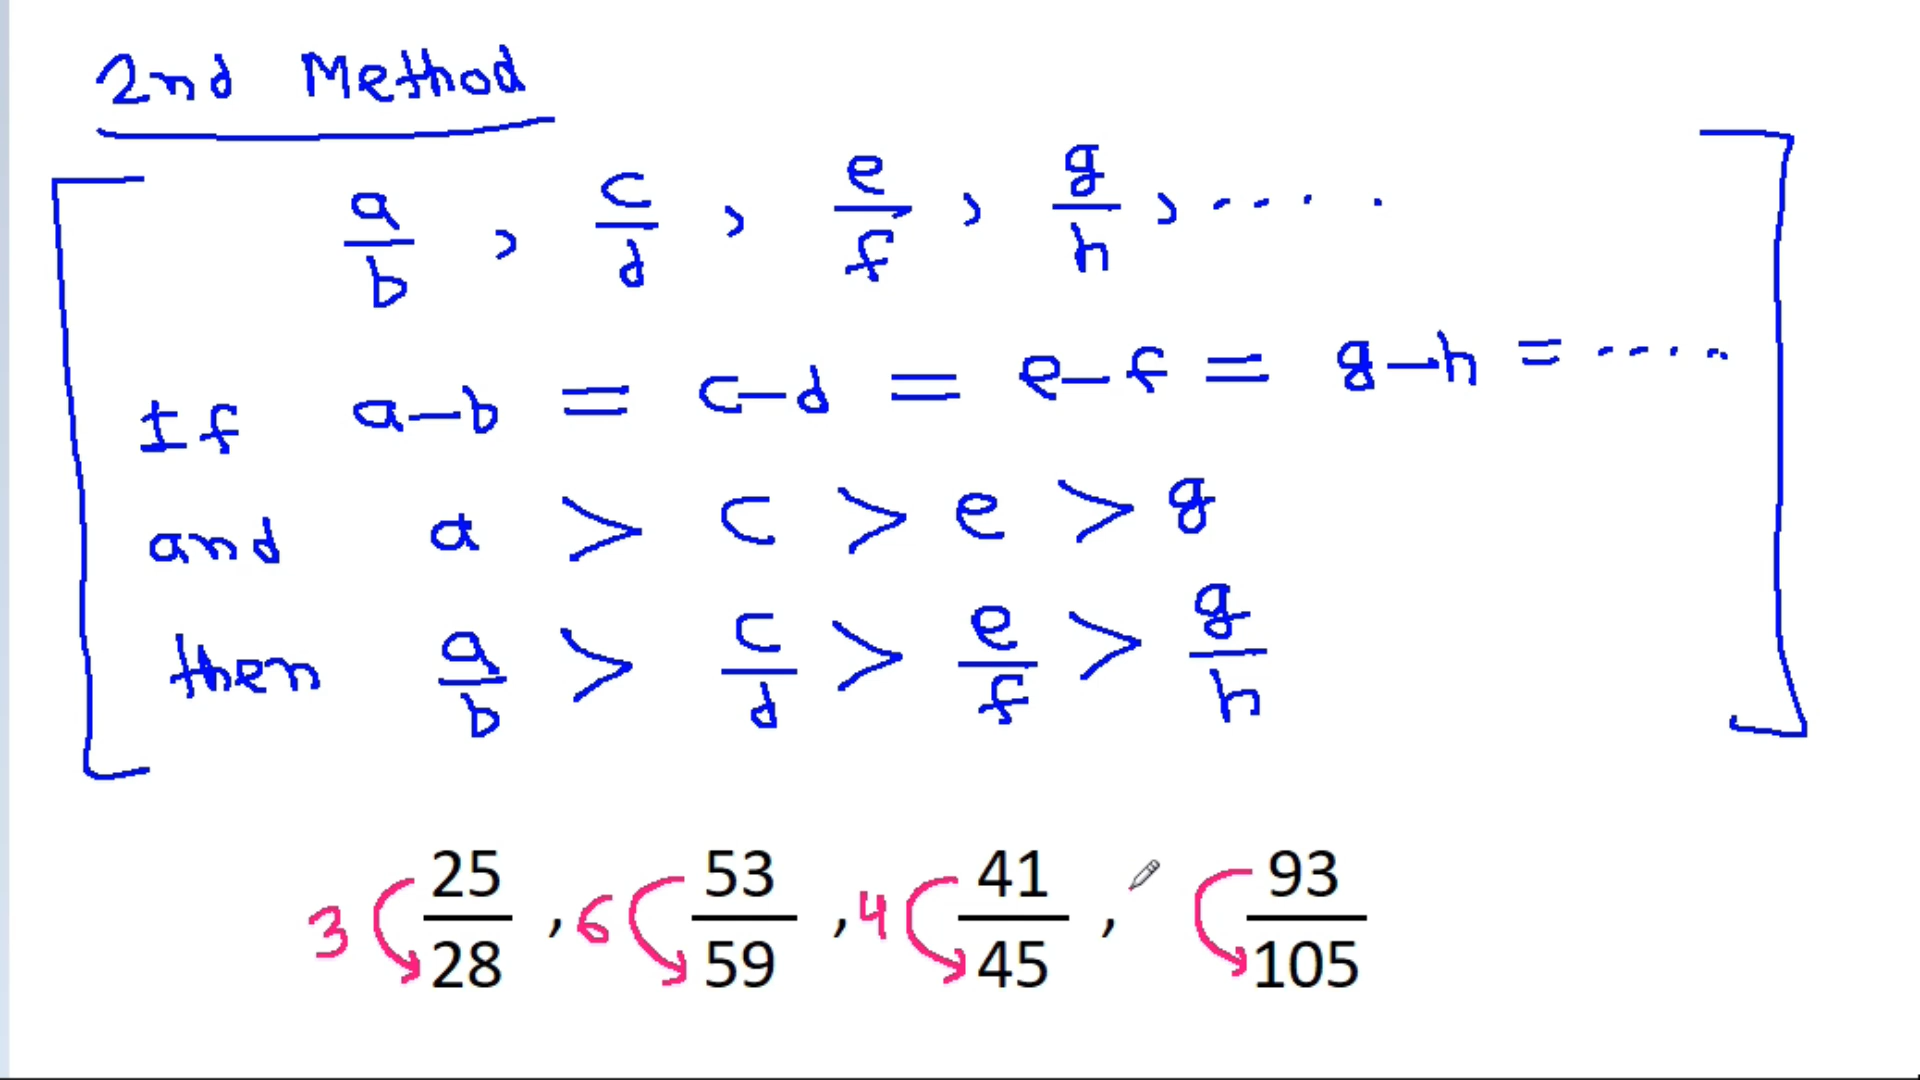 2nd Method
a/b , c/d , e/f , g/h , ..... 
If a-b = c-d = e-f = g-h = .....
and a > c > e > g
then a/b > c/d > e/f > g/h
3 25/28 , 6 53/59 , 4 41/45 , 93/105